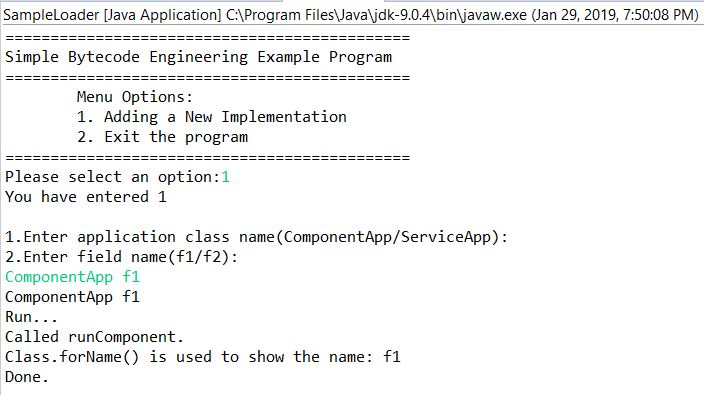 SampleLoader [Java Application] C:\Program Files\Java\jdk-9.0.4\bin\javaw.exe (Jan 29, 2019, 7:50:08 PM)
=============================================
Simple Bytecode Engineering Example Program
=============================================
Menu Options:
1. Adding a New Implementation
2. Exit the program
=============================================
Please select an option:1
You have entered 1
1.Enter application class name(ComponentApp/ServiceApp):
2.Enter field name(f1/f2):
ComponentApp f1
ComponentApp f1
Run...
Called runComponent.
Class.forName() is used to show the name: f1
Done.